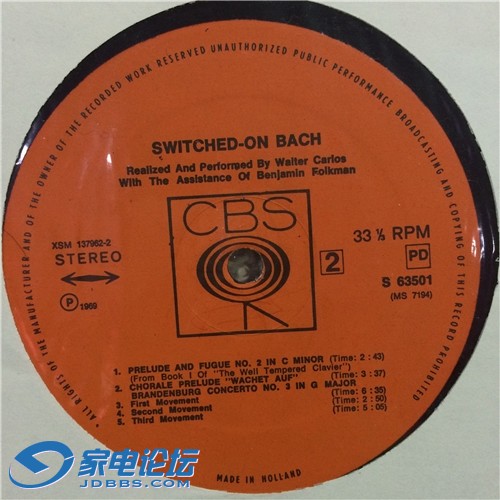 ALL RIGHTS OF THE MANUFACTURER AND OF THE OWNER OF THE RECORDED WORK RESERVED UNAUTHORIZED PUBLIC PERFORMANCE BROADCASTING AND COPYING OF THIS RECORD PROHIBITED
SWITCHED-ON BACH
Realized And Performed By Walter Carlos
With The Assistance Of Benjamin Folkman
CBS
XSM 137962-2
STEREO
2
33 ⅓ RPM
PD
S 63501
(MS 7194)
Ⓟ 1969
1. PRELUDE AND FUGUE NO. 2 IN C MINOR (Time: 2:43)
(From Book I Of "The Well Tempered Clavier")
2. CHORALE PRELUDE "WACHET AUF" (Time: 3:37)
BRANDENBURG CONCERTO NO. 3 IN G MAJOR
3. First Movement (Time: 6:35)
4. Second Movement (Time: 2:50)
5. Third Movement (Time: 5:05)
MADE IN HOLLAND
家电论坛
JDBBS.COM